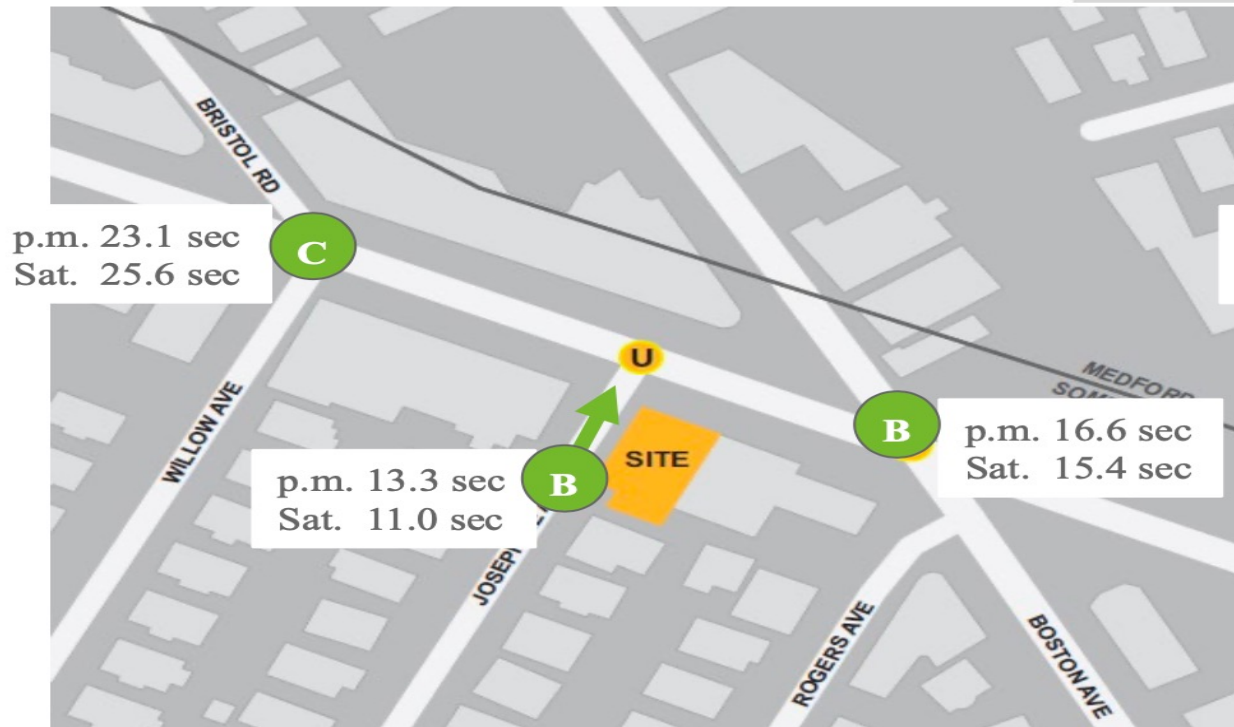 BRISTOL RD
p.m. 23.1 sec
Sat. 25.6 sec
C
U
MEDFORD
B
p.m. 16.6 sec
Sat. 15.4 sec
WILLOW AVE
SITE
p.m. 13.3 sec
Sat. 11.0 sec
B
ROGERS AVE
BOSTON AVE